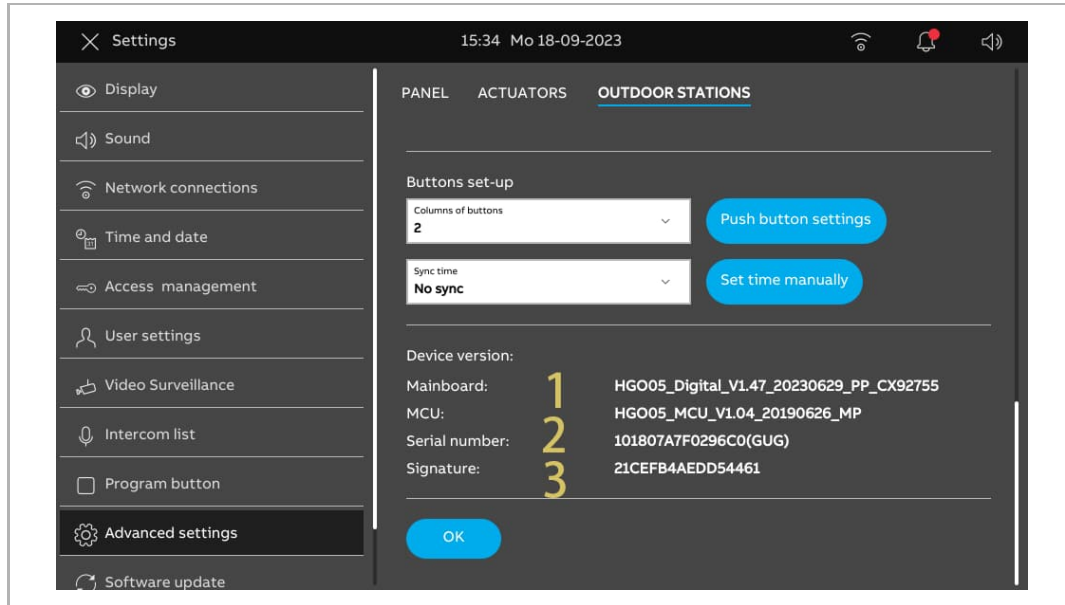 Settings
15:34 Mo 18-09-2023
Display
Sound
Network connections
Time and date
Access management
User settings
Video Surveillance
Intercom list
Program button
Advanced settings
Software update
PANEL ACTUATORS OUTDOOR STATIONS
Buttons set-up
Columns of buttons
2
Push button settings
Sync time
No sync
Set time manually
Device version:
Mainboard: 1 HGO05_Digital_V1.47_20230629_PP_CX92755
MCU: HGO05_MCU_V1.04_20190626_MP
Serial number: 2 101807A7F0296C0(GUG)
Signature: 3 21CEFB4AEDD54461
OK